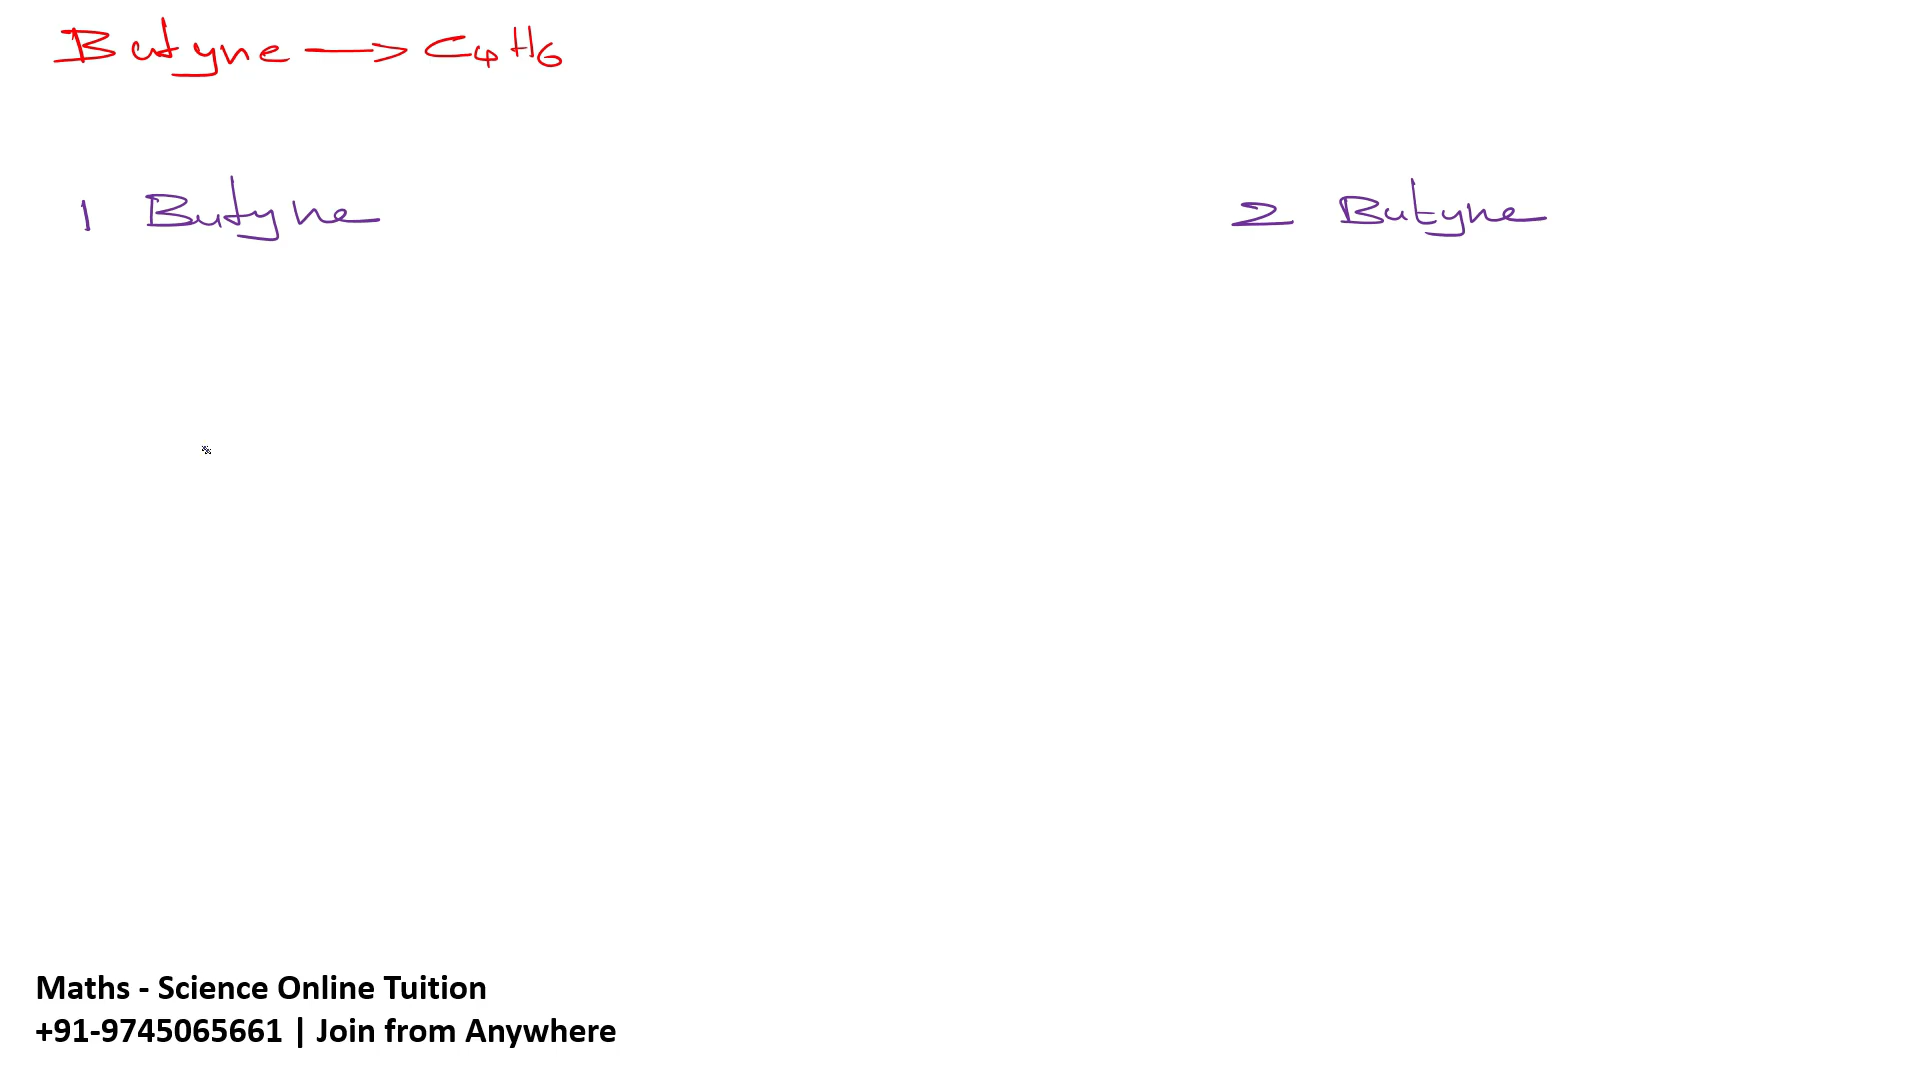 Butyne → C4H6
1 Butyne
2 Butyne
Maths - Science Online Tuition
+91-9745065661 | Join from Anywhere